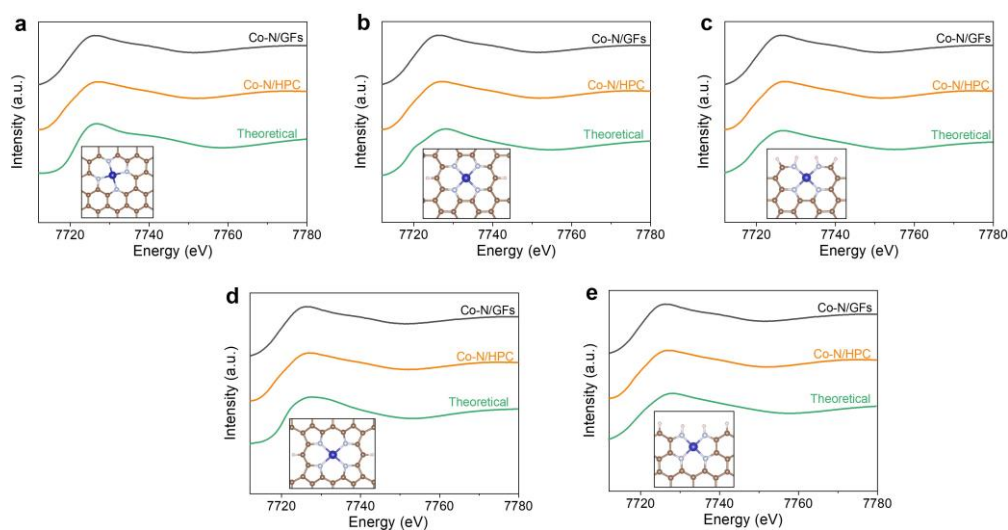 a
Co-N/GFs
Co-N/HPC
Theoretical
Intensity (a.u.)
7720 7740 7760 7780
Energy (eV)
b
Co-N/GFs
Co-N/HPC
Theoretical
Intensity (a.u.)
7720 7740 7760 7780
Energy (eV)
c
Co-N/GFs
Co-N/HPC
Theoretical
Intensity (a.u.)
7720 7740 7760 7780
Energy (eV)
d
Co-N/GFs
Co-N/HPC
Theoretical
Intensity (a.u.)
7720 7740 7760 7780
Energy (eV)
e
Co-N/GFs
Co-N/HPC
Theoretical
Intensity (a.u.)
7720 7740 7760 7780
Energy (eV)